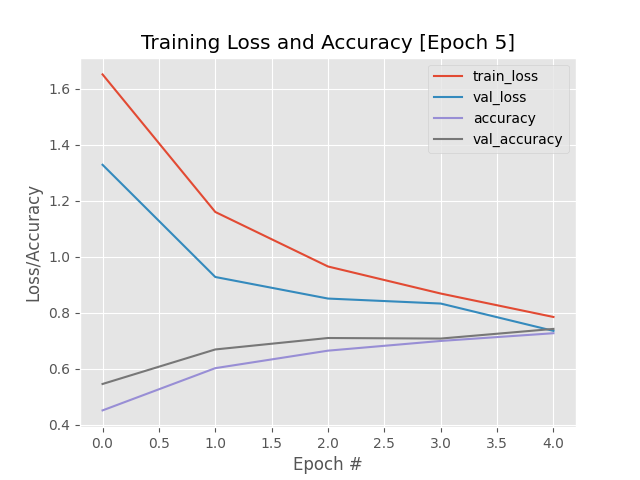 Training Loss and Accuracy [Epoch 5]
train_loss
val_loss
accuracy
val_accuracy
Loss/Accuracy
1.6
1.4
1.2
1.0
0.8
0.6
0.4
0.0 0.5 1.0 1.5 2.0 2.5 3.0 3.5 4.0
Epoch #